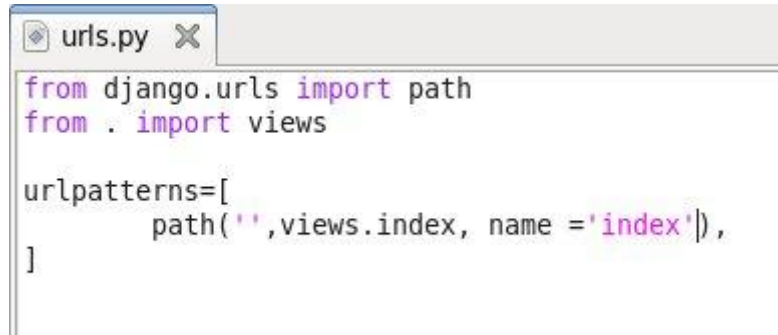 urls.py
from django.urls import path
from . import views

urlpatterns=[
        path('',views.index, name ='index'),
]